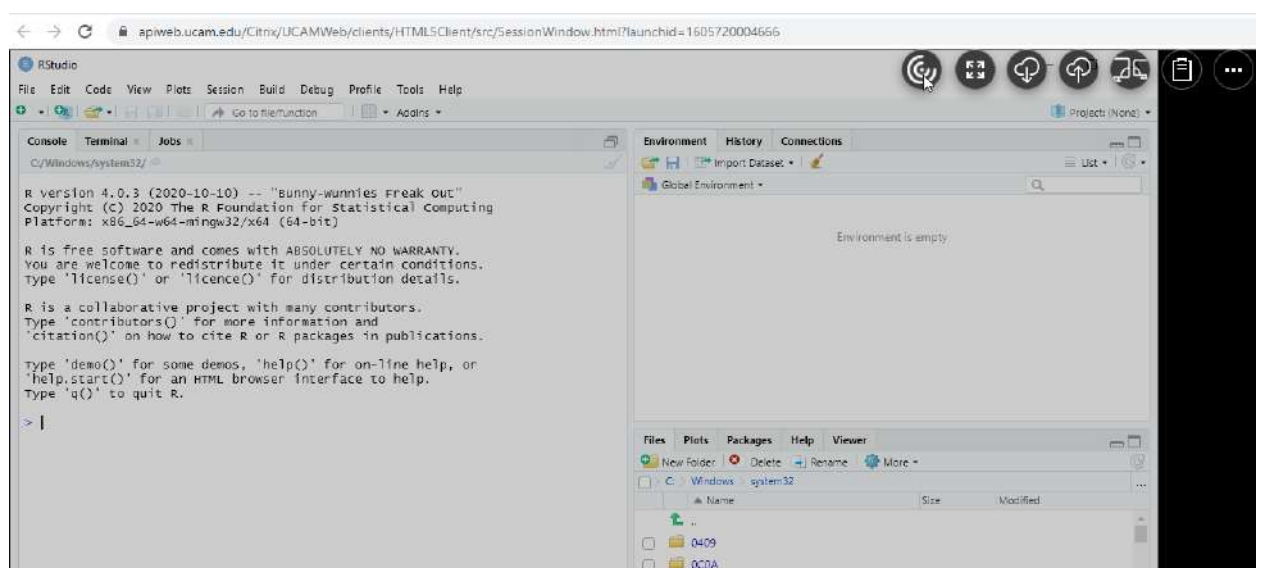 apiweb.ucam.edu/Citrix/UCAMWeb/clients/HTML5Client/src/SessionWindow.html?launchid=1605720004666
RStudio
File Edit Code View Plots Session Build Debug Profile Tools Help
Go to file/function Addins Project: (None)
Console Terminal Jobs
C:/Windows/system32/
R version 4.0.3 (2020-10-10) -- "Bunny-Wunnies Freak Out"
Copyright (C) 2020 The R Foundation for Statistical Computing
Platform: x86_64-w64-mingw32/x64 (64-bit)
R is free software and comes with ABSOLUTELY NO WARRANTY.
You are welcome to redistribute it under certain conditions.
Type 'license()' or 'licence()' for distribution details.
R is a collaborative project with many contributors.
Type 'contributors()' for more information and
'citation()' on how to cite R or R packages in publications.
Type 'demo()' for some demos, 'help()' for on-line help, or
'help.start()' for an HTML browser interface to help.
Type 'q()' to quit R.
>
Environment History Connections
Import Dataset List
Global Environment
Environment is empty
Files Plots Packages Help Viewer
New Folder Delete Rename More
C: Windows system32
Name Size Modified
..
0409
0C0A